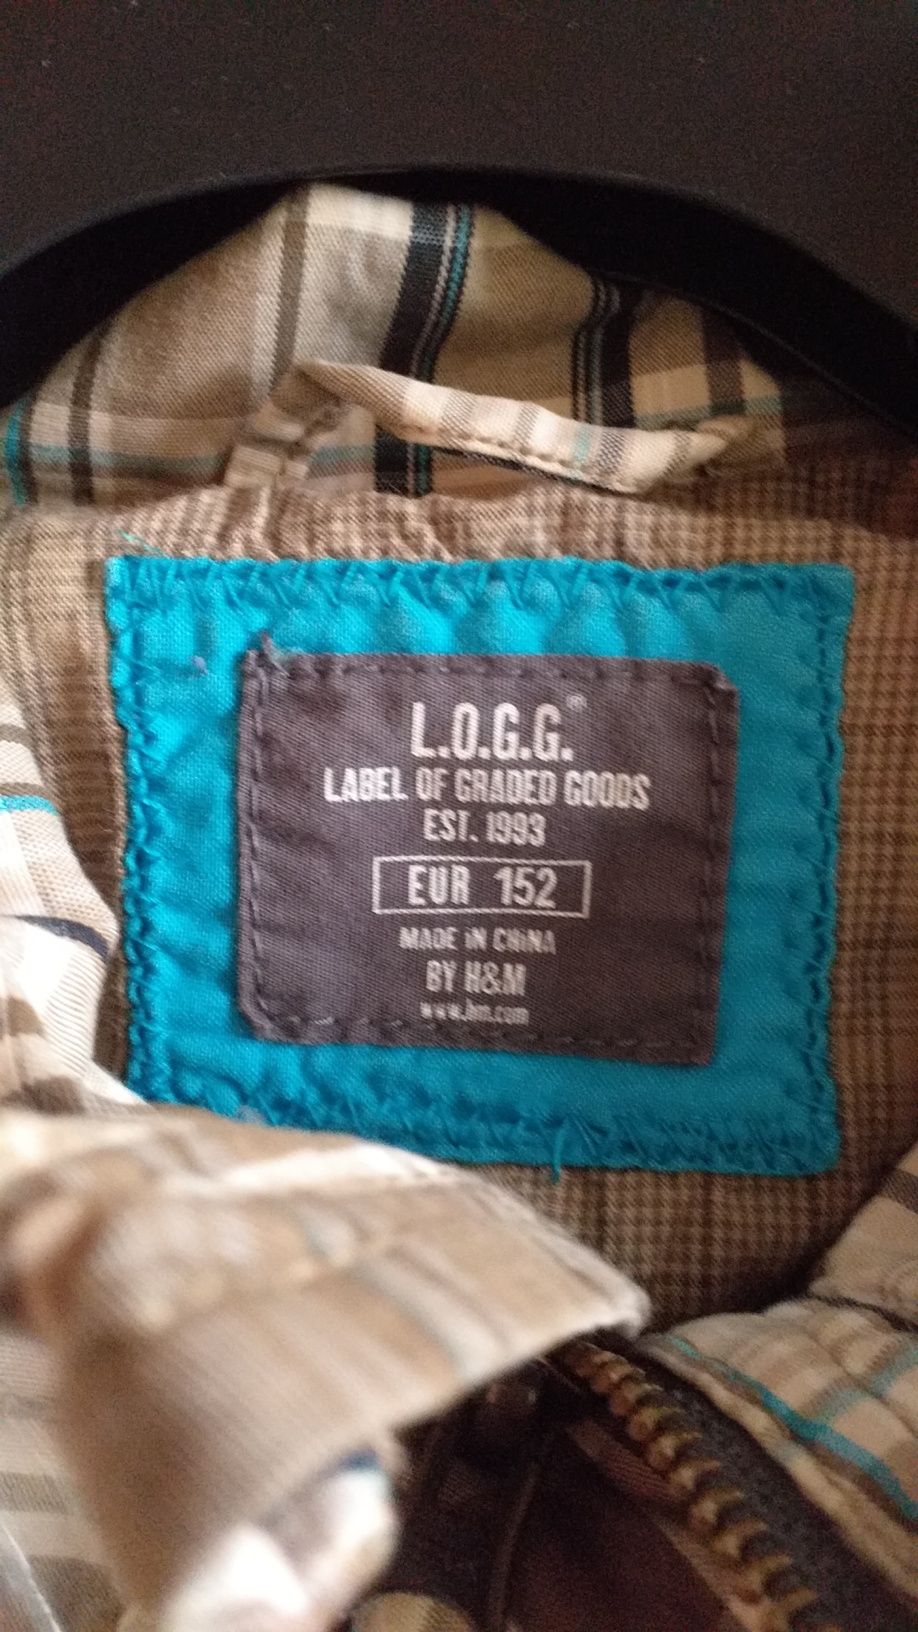 L.O.G.G.
LABEL OF GRADED GOODS
EST. 1993
EUR 152
MADE IN CHINA
BY H&M
www.hm.com